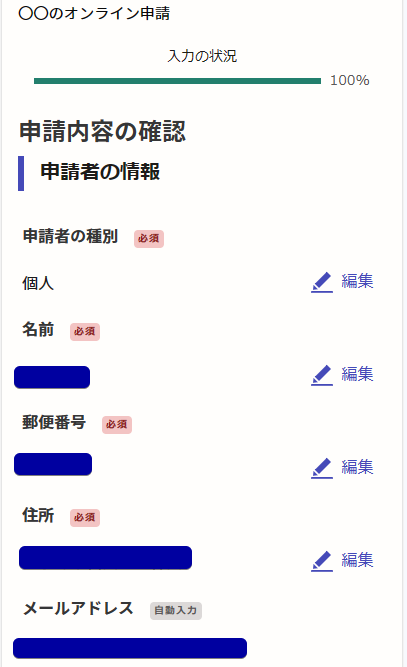 〇〇のオンライン申請
入力の状況
100%
申請内容の確認
申請者の情報
申請者の種別 必須
個人 編集
名前 必須
編集
郵便番号 必須
編集
住所 必須
編集
メールアドレス 自動入力